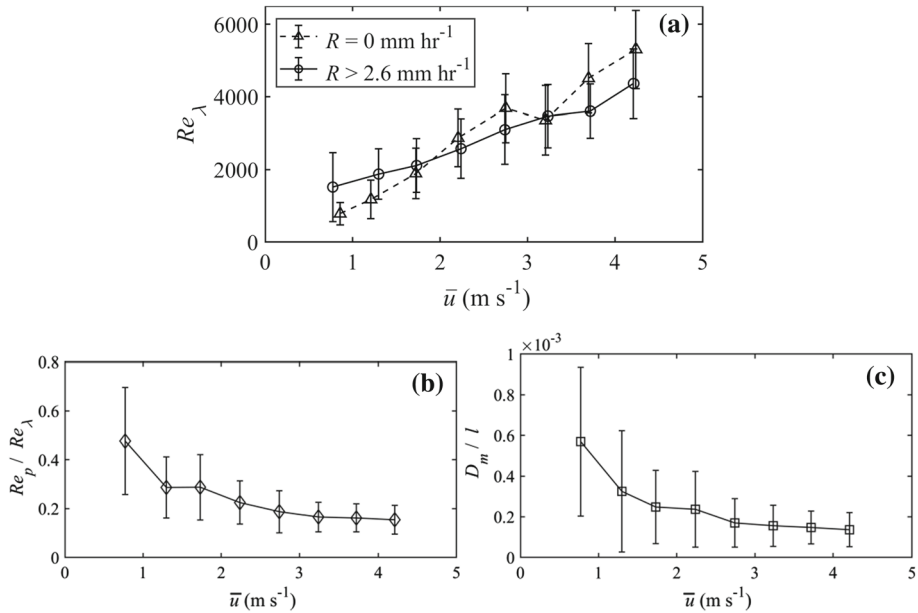 (a)
6000
4000
2000
0
Re_λ
R = 0 mm hr⁻¹
R > 2.6 mm hr⁻¹
0 1 2 3 4 5
u̅ (m s⁻¹)
(b)
0.8
0.6
0.4
0.2
0
Re_p / Re_λ
0 1 2 3 4 5
u̅ (m s⁻¹)
×10⁻³
(c)
1
0.8
0.6
0.4
0.2
0
D_m / l
0 1 2 3 4 5
u̅ (m s⁻¹)